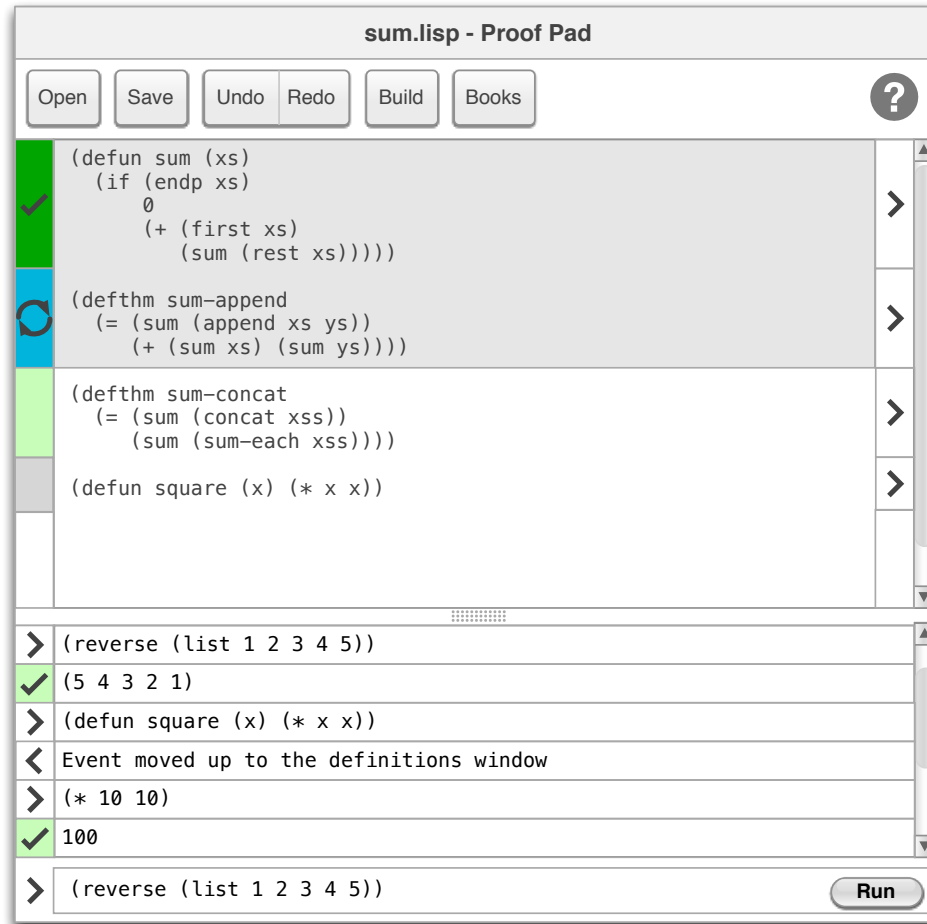 sum.lisp - Proof Pad
Open Save Undo Redo Build Books ?
(defun sum (xs)
  (if (endp xs)
      0
      (+ (first xs)
         (sum (rest xs)))))
(defthm sum-append
  (= (sum (append xs ys))
     (+ (sum xs) (sum ys))))
(defthm sum-concat
  (= (sum (concat xss))
     (sum (sum-each xss))))
(defun square (x) (* x x))
(reverse (list 1 2 3 4 5))
(5 4 3 2 1)
(defun square (x) (* x x))
Event moved up to the definitions window
(* 10 10)
100
(reverse (list 1 2 3 4 5)) Run